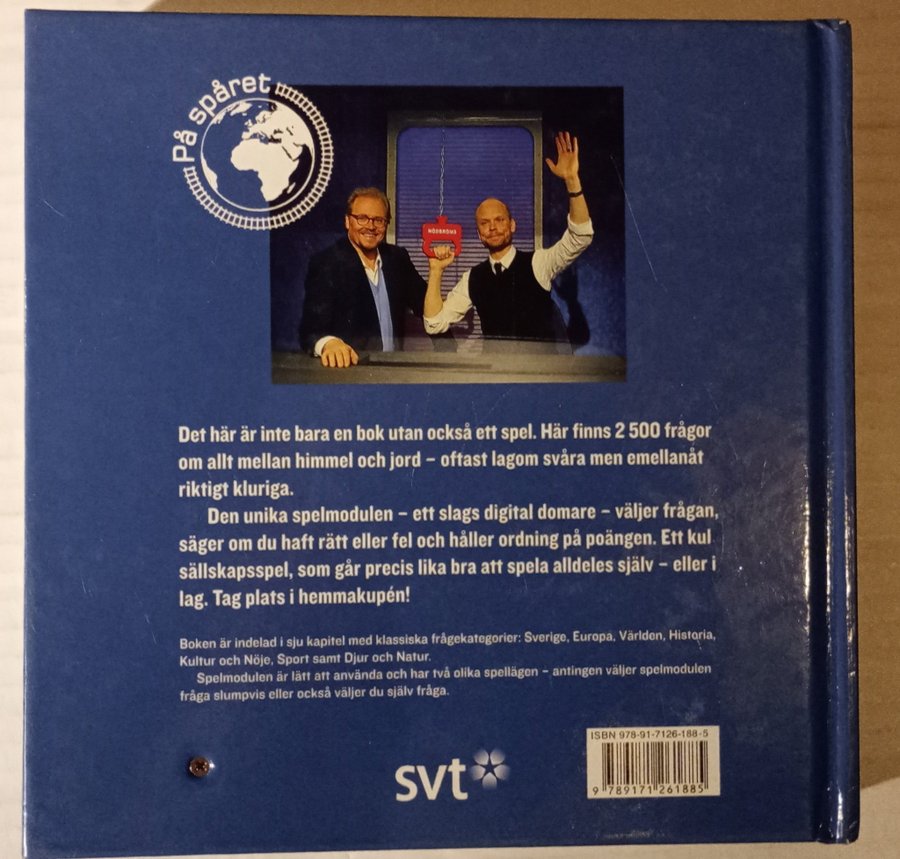 På spåret
NÖDBROMS
Det här är inte bara en bok utan också ett spel. Här finns 2 500 frågor
om allt mellan himmel och jord – oftast lagom svåra men emellanåt
riktigt kluriga.
Den unika spelmodulen – ett slags digital domare – väljer frågan,
säger om du haft rätt eller fel och håller ordning på poängen. Ett kul
sällskapsspel, som går precis lika bra att spela alldeles själv – eller i
lag. Tag plats i hemmakupén!
Boken är indelad i sju kapitel med klassiska frågekategorier: Sverige, Europa, Världen, Historia,
Kultur och Nöje, Sport samt Djur och Natur.
Spelmodulen är lätt att använda och har två olika spellägen – antingen väljer spelmodulen
fråga slumpvis eller också väljer du själv fråga.
svt
ISBN 978-91-7126-188-5
9 789171 261885